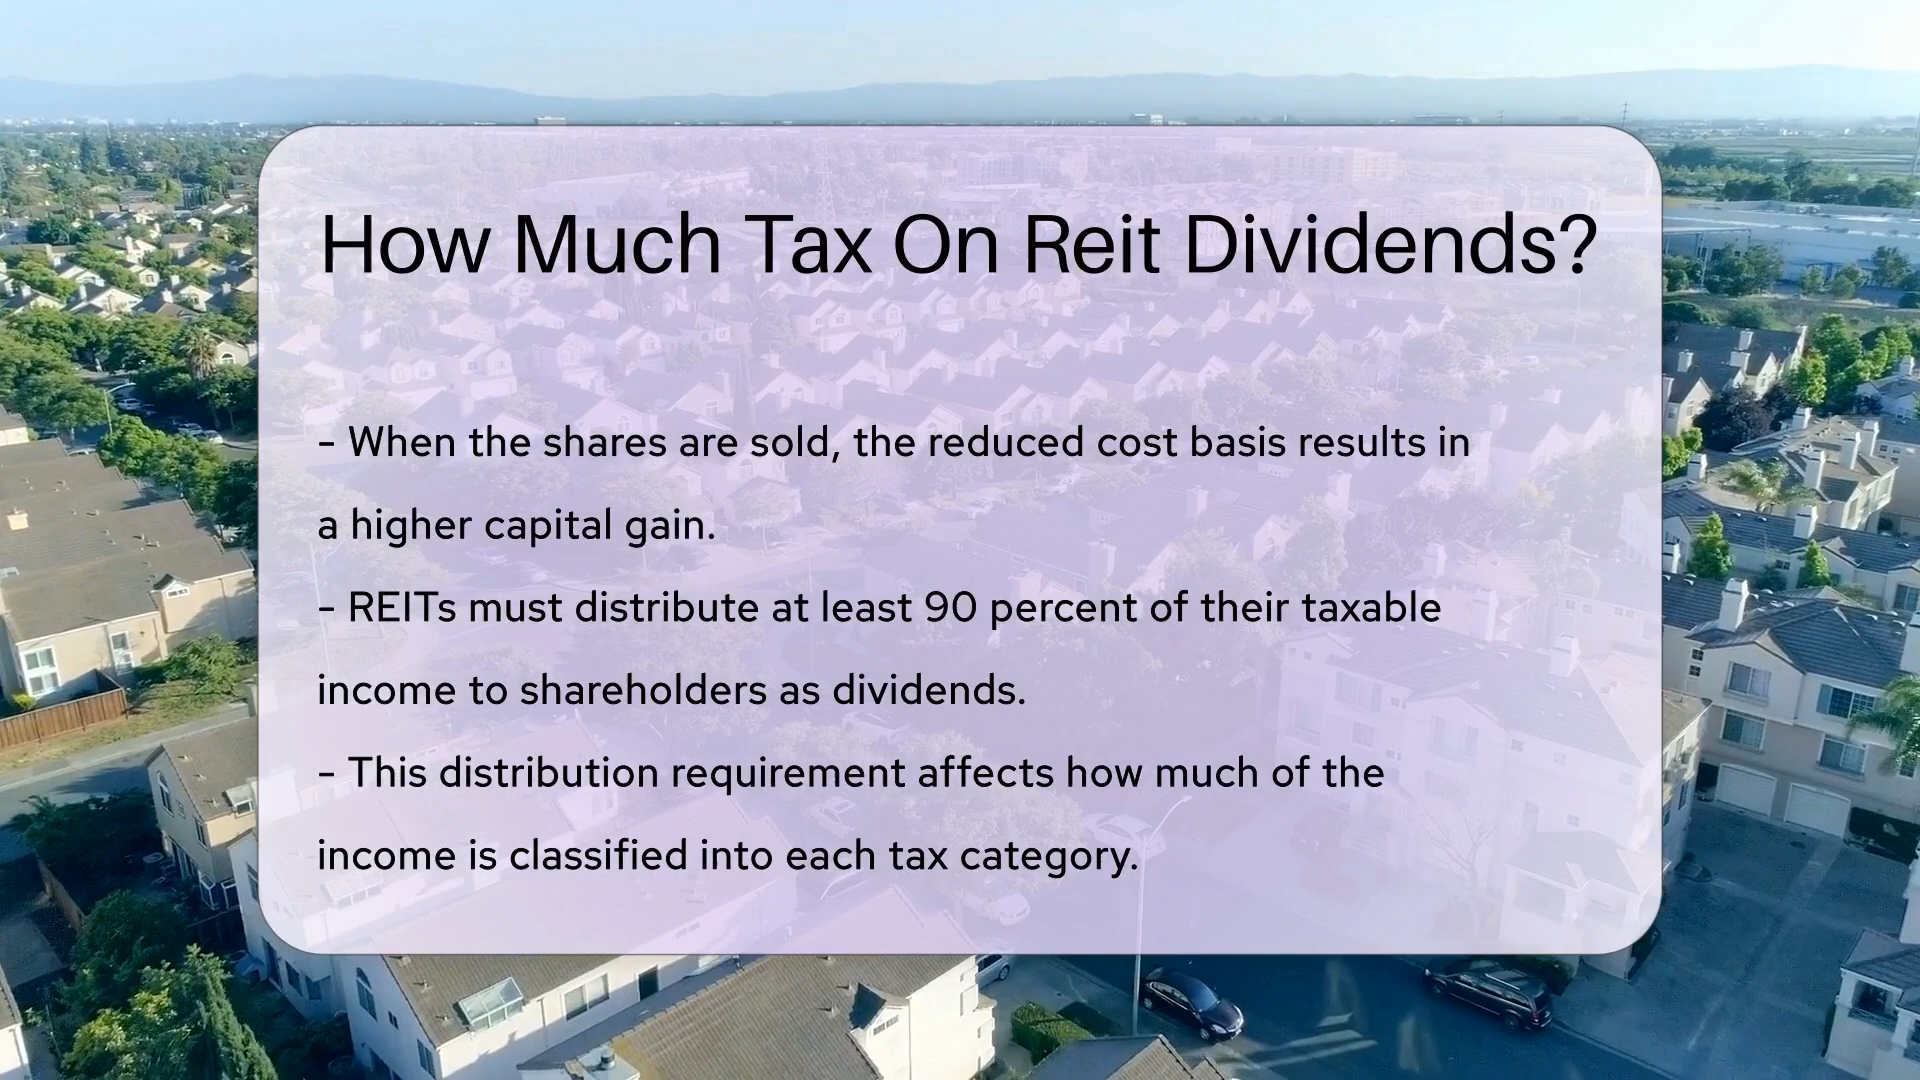 How Much Tax On Reit Dividends?
- When the shares are sold, the reduced cost basis results in
a higher capital gain.
- REITs must distribute at least 90 percent of their taxable
income to shareholders as dividends.
- This distribution requirement affects how much of the
income is classified into each tax category.